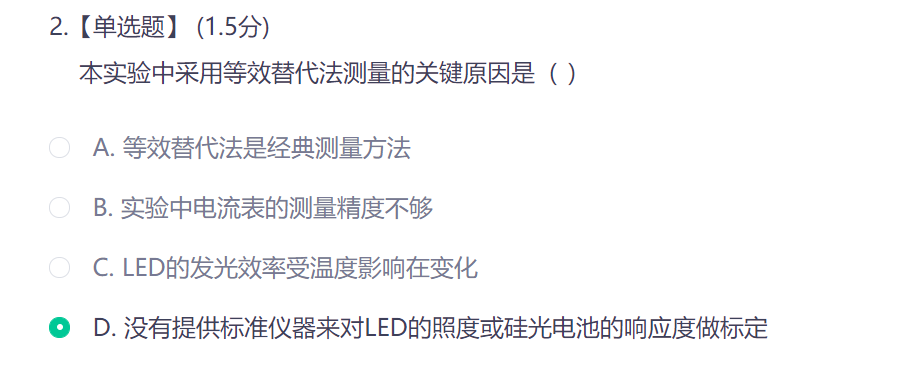 2.【单选题】 (1.5分)
本实验中采用等效替代法测量的关键原因是（ ）
A. 等效替代法是经典测量方法
B. 实验中电流表的测量精度不够
C. LED的发光效率受温度影响在变化
D. 没有提供标准仪器来对LED的照度或硅光电池的响应度做标定